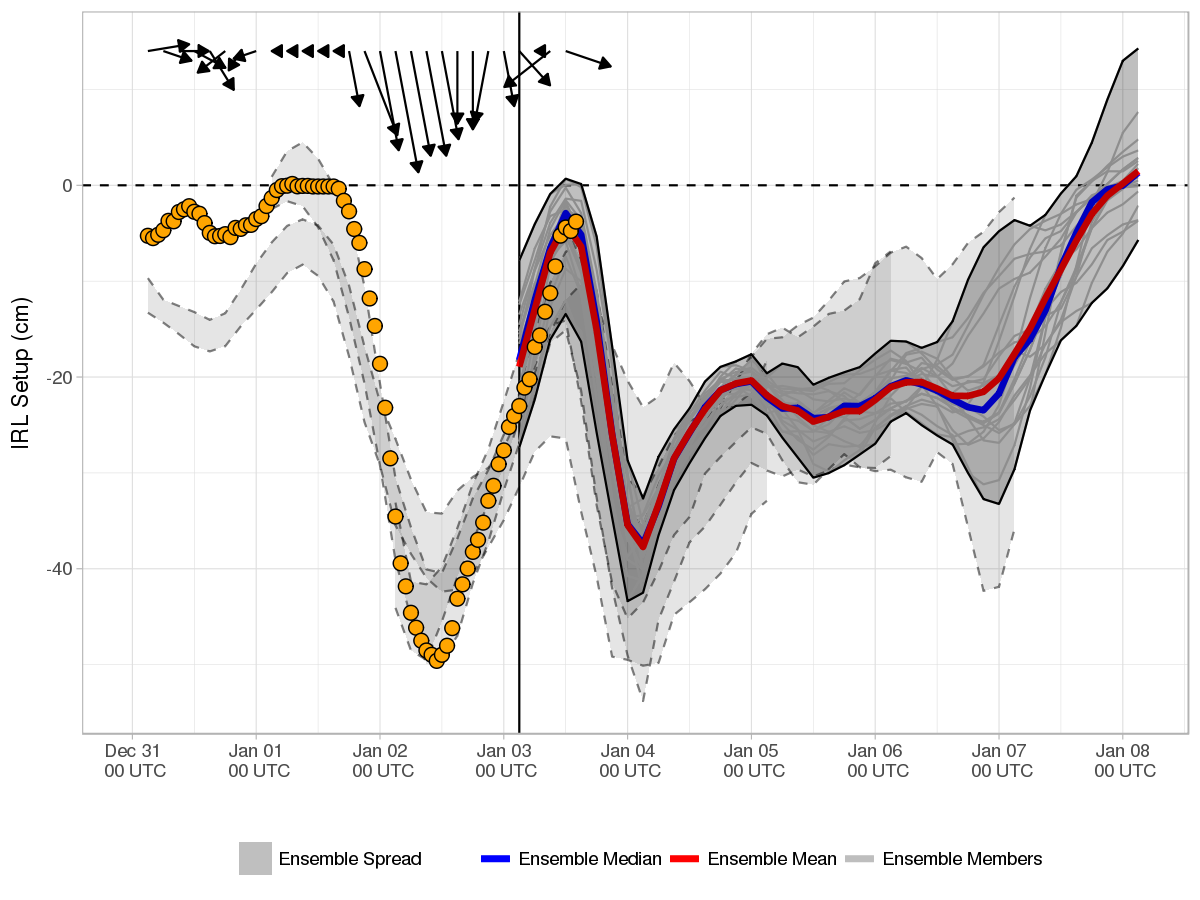 IRL Setup (cm)
0
-20
-40
Dec 31 Jan 01 Jan 02 Jan 03 Jan 04 Jan 05 Jan 06 Jan 07 Jan 08
00 UTC 00 UTC 00 UTC 00 UTC 00 UTC 00 UTC 00 UTC 00 UTC 00 UTC
Ensemble Spread Ensemble Median Ensemble Mean Ensemble Members